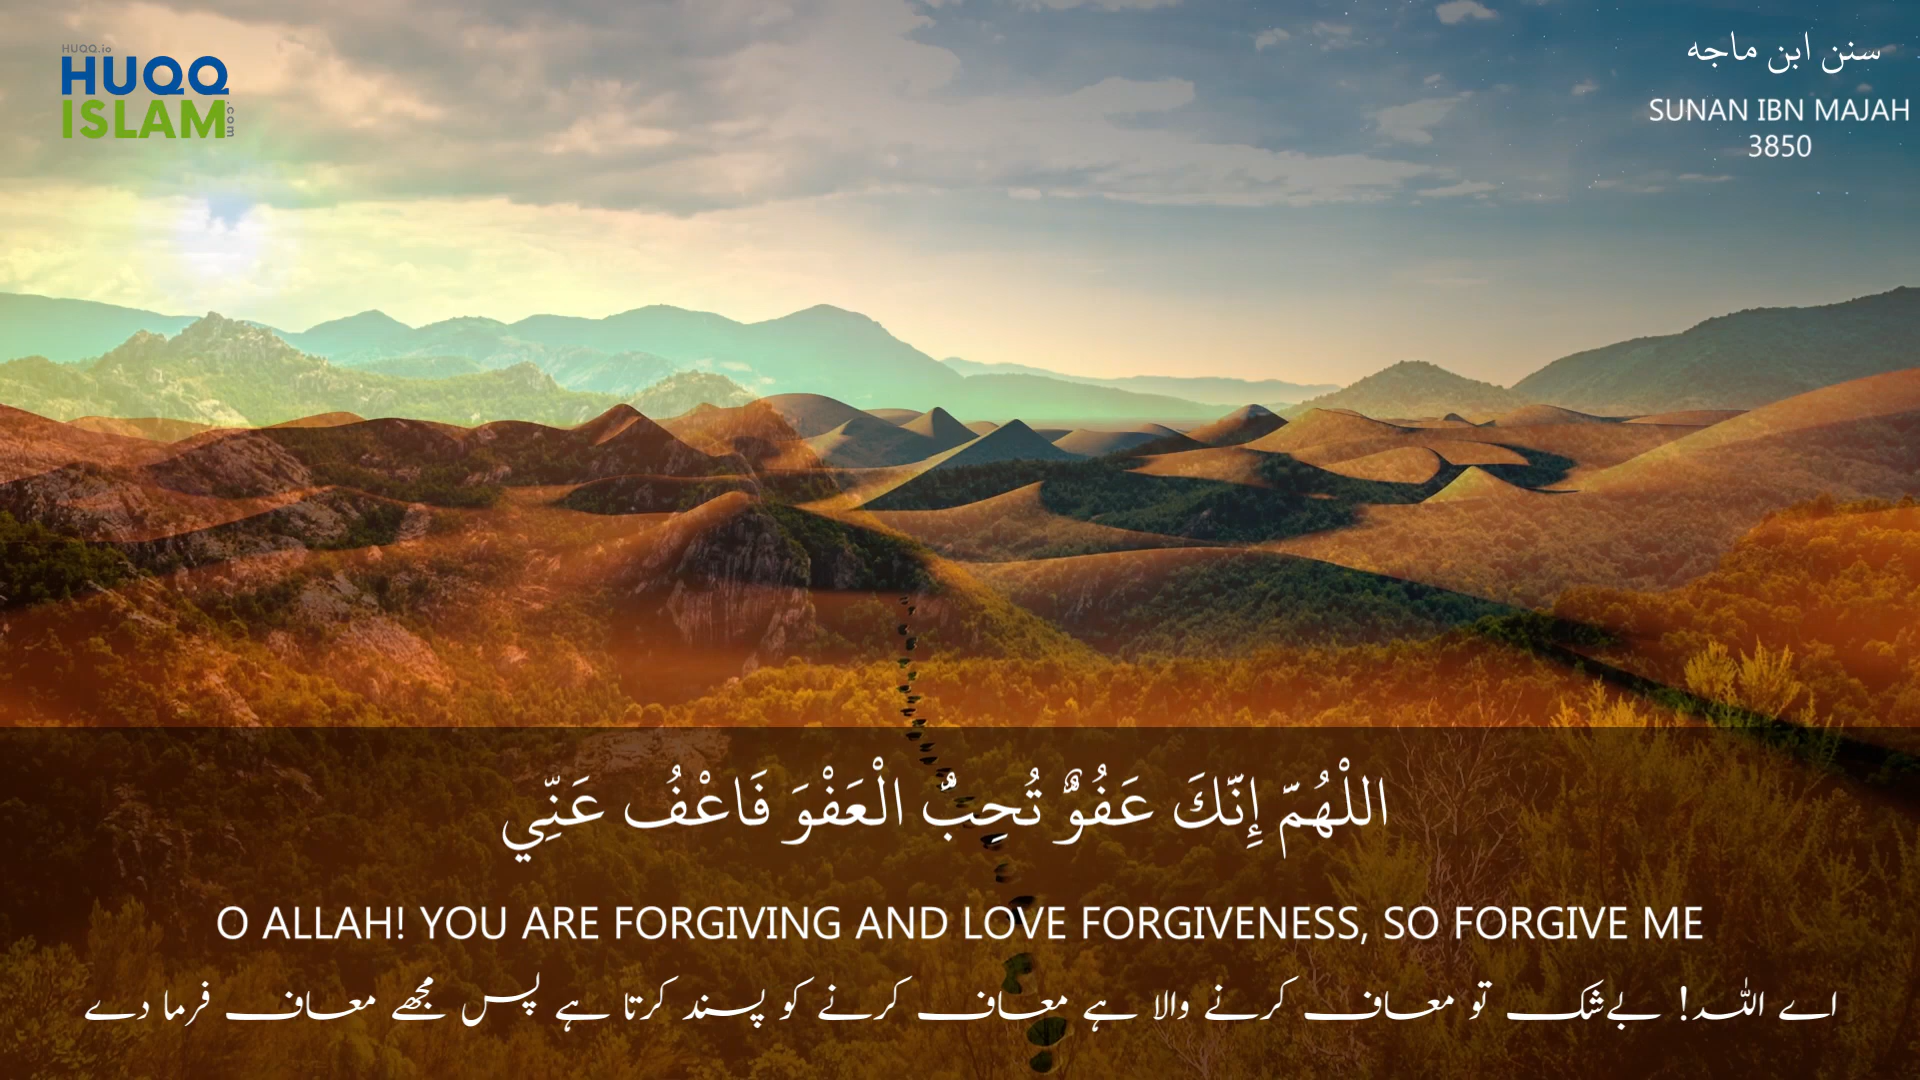 HUQQ.io
HUQQ
ISLAM
.com
سنن ابن ماجه
SUNAN IBN MAJAH
3850
اللْهُمّ إِنّكَ عَفُوٌّ تُحِبٌ الْعَفْوَ فَاعْفُ عَنِّي
O ALLAH! YOU ARE FORGIVING AND LOVE FORGIVENESS, SO FORGIVE ME
اے اللہ! بےشک تو معاف کرنے والا ہے معاف کرنے کو پسند کرتا ہے پس مجھے معاف فرما دے